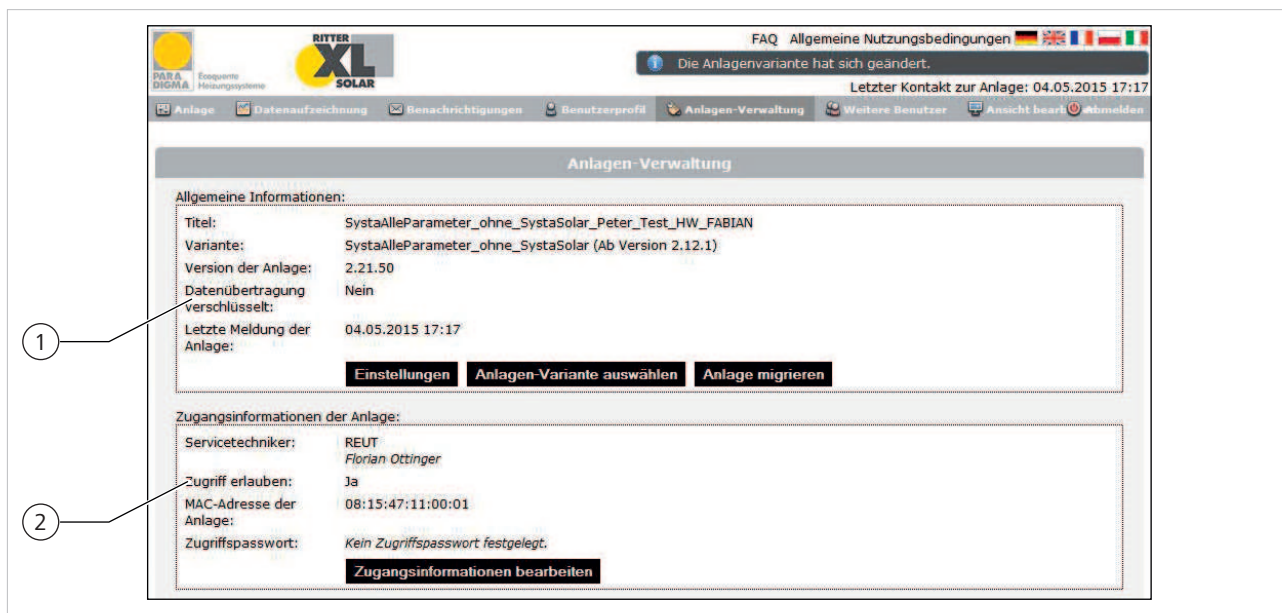 RITTER
XL
SOLAR
PARA
DIGMA
Ökoquente
Heizungssysteme
FAQ Allgemeine Nutzungsbedingungen
Die Anlagenvariante hat sich geändert.
Letzter Kontakt zur Anlage: 04.05.2015 17:17
Anlage Datenaufzeichnung Benachrichtigungen Benutzerprofil Anlagen-Verwaltung Weitere Benutzer Ansicht bearb Abmelden
Anlagen-Verwaltung
Allgemeine Informationen:
Titel: SystaAlleParameter_ohne_SystaSolar_Peter_Test_HW_FABIAN
Variante: SystaAlleParameter_ohne_SystaSolar (Ab Version 2.12.1)
Version der Anlage: 2.21.50
Datenübertragung Nein
verschlüsselt:
Letzte Meldung der 04.05.2015 17:17
Anlage:
Einstellungen Anlagen-Variante auswählen Anlage migrieren
1
Zugangsinformationen der Anlage:
Servicetechniker: REUT
Florian Ottinger
Zugriff erlauben: Ja
MAC-Adresse der 08:15:47:11:00:01
Anlage:
2
Zugriffspasswort: Kein Zugriffspasswort festgelegt.
Zugangsinformationen bearbeiten